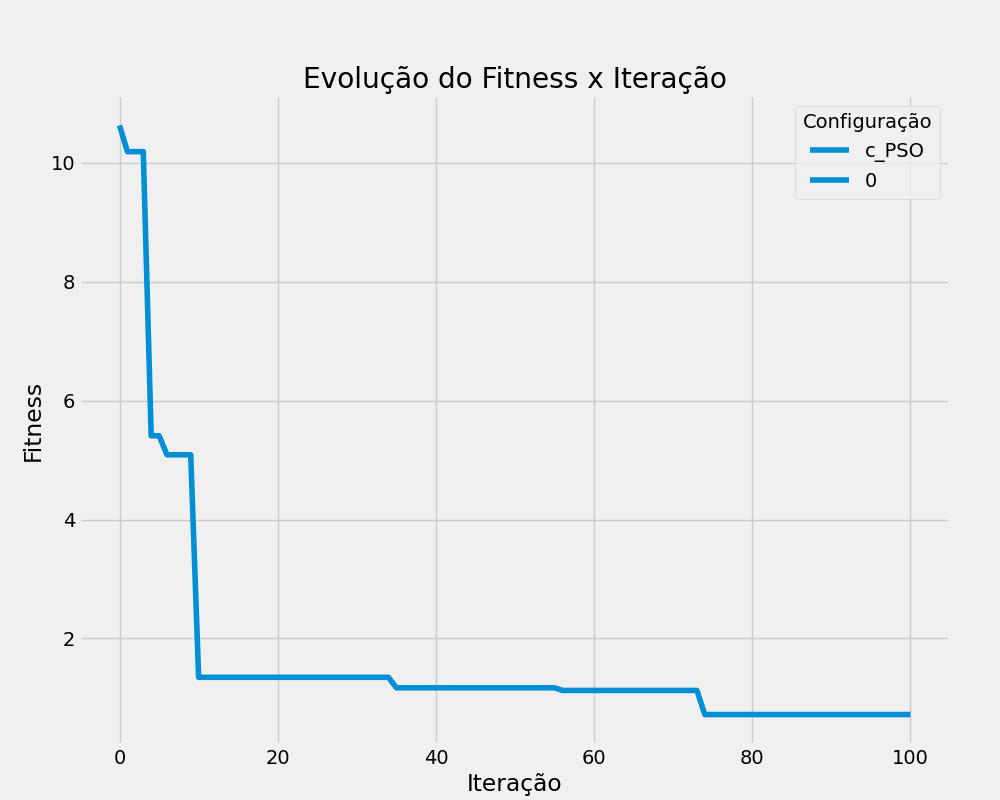 Evolução do Fitness x Iteração
Configuração
c_PSO
0
10
8
6
4
2
Fitness
0 20 40 60 80 100
Iteração